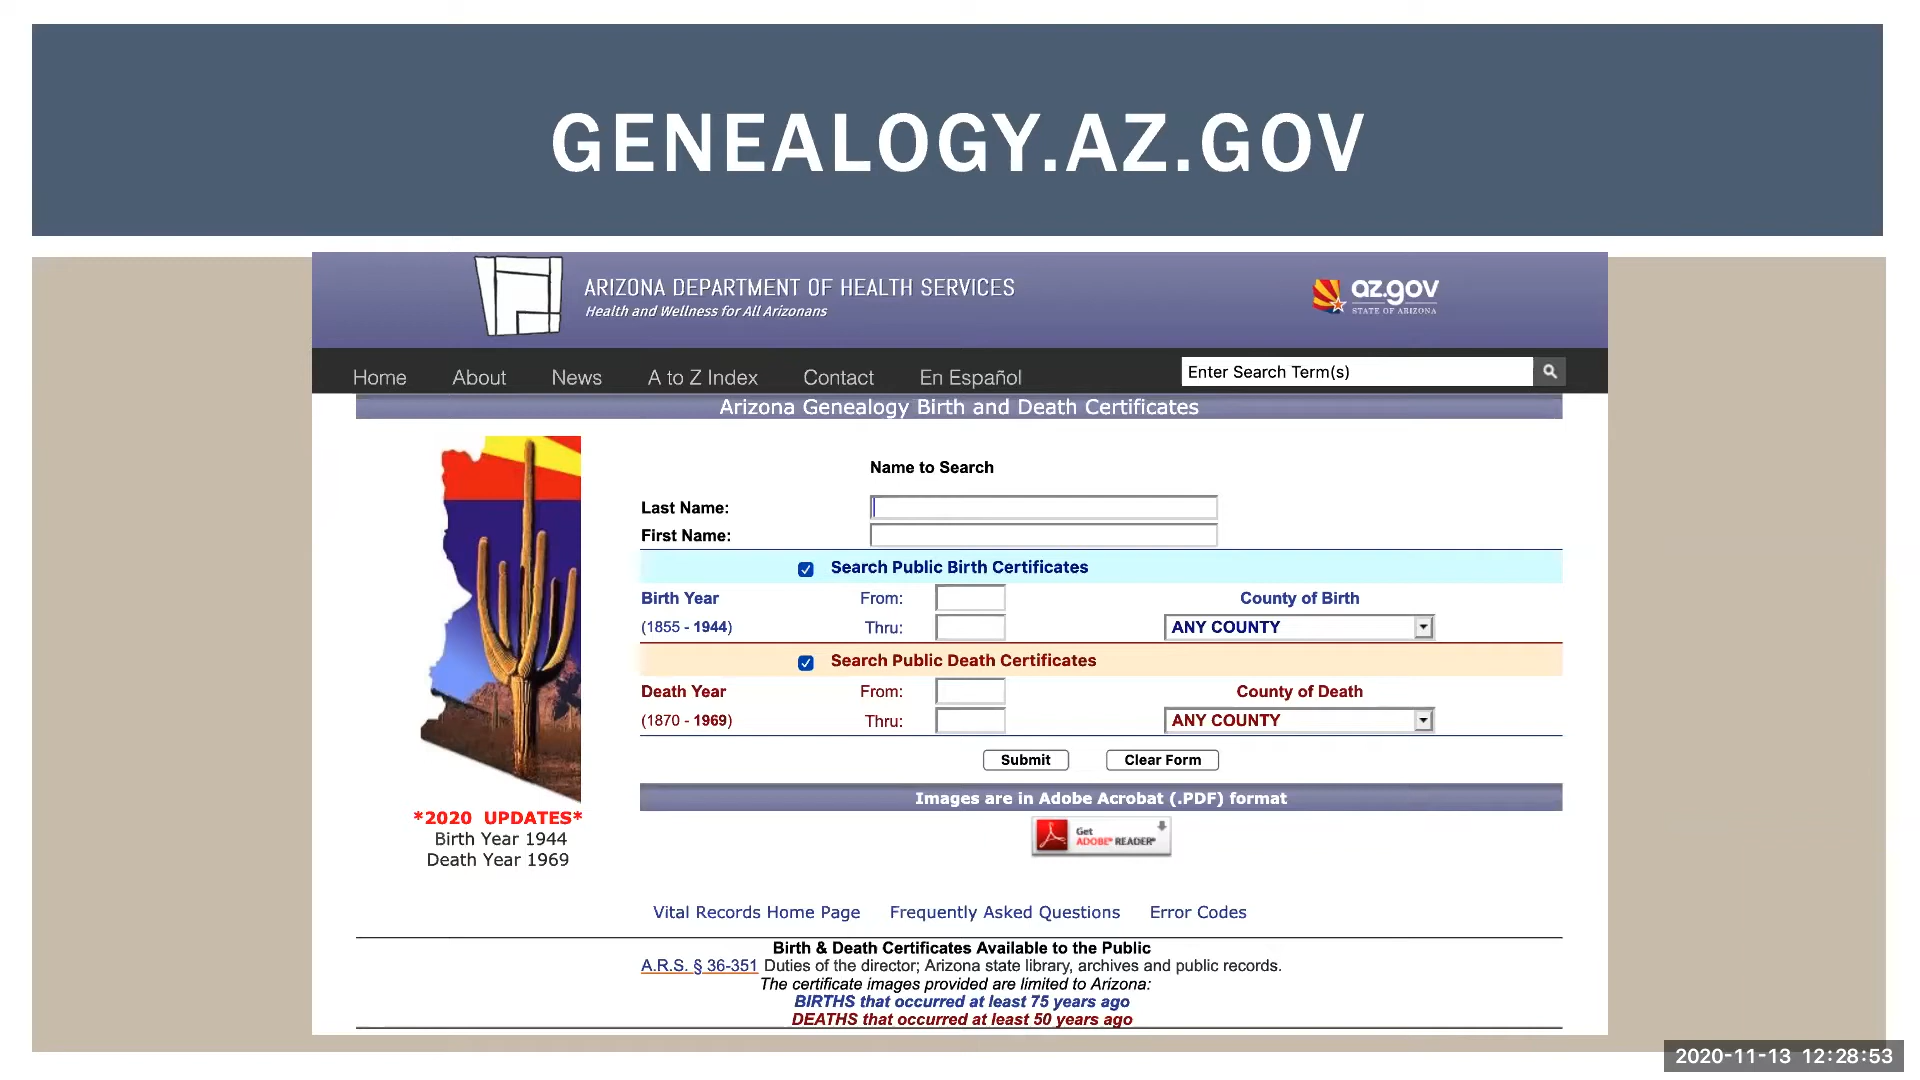 GENEALOGY.AZ.GOV
ARIZONA DEPARTMENT OF HEALTH SERVICES
Health and Wellness for All Arizonans
az.gov
STATE OF ARIZONA
Home About News A to Z Index Contact En Español Enter Search Term(s)
Arizona Genealogy Birth and Death Certificates
Name to Search
Last Name:
First Name:
Search Public Birth Certificates
Birth Year From: County of Birth
(1855 - 1944) Thru: ANY COUNTY
Search Public Death Certificates
Death Year From: County of Death
(1870 - 1969) Thru: ANY COUNTY
Submit Clear Form
Images are in Adobe Acrobat (.PDF) format
Get
ADOBE® READER®
*2020 UPDATES*
Birth Year 1944
Death Year 1969
Vital Records Home Page Frequently Asked Questions Error Codes
Birth & Death Certificates Available to the Public
A.R.S. § 36-351 Duties of the director; Arizona state library, archives and public records.
The certificate images provided are limited to Arizona:
BIRTHS that occurred at least 75 years ago
DEATHS that occurred at least 50 years ago
2020-11-13 12:28:53